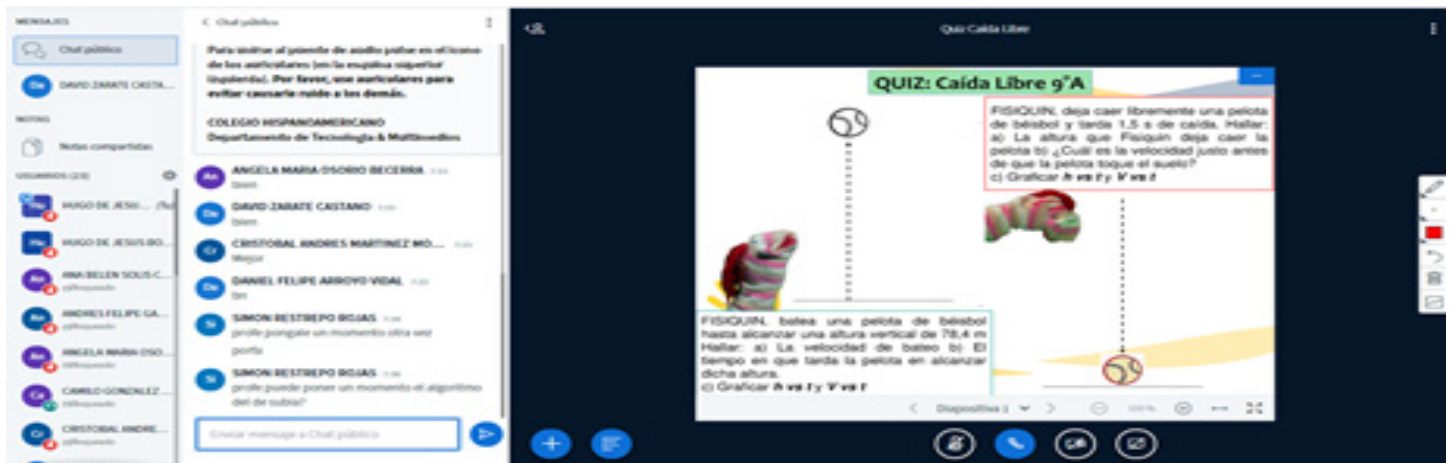 MENSAJES
Chat público
DAVID ZARATE CASTA...
NOTAS
Notas compartidas
USUARIOS (23)
HUGO DE JESU...
HUGO DE JESUS BO...
ANA BELEN SOLIS C...
ANDRES FELIPE GA...
ANGELA MARIA OSO...
CAMILO GONZALEZ ...
CRISTOBAL ANDRE...
Chat público
Para unirse al puente de audio pulse en el icono
de los auriculares (en la esquina superior
izquierda). Por favor, use auriculares para
evitar causarle ruido a los demás.
COLEGIO HISPANOAMERICANO
Departamento de Tecnología & Multimedios
An ANGELA MARIA OSORIO BECERRA
bien
DAVID ZARATE CASTANO
bien
Cr CRISTOBAL ANDRES MARTINEZ MO...
Mejor
DANIEL FELIPE ARROYO VIDAL
bn
Si SIMON RESTREPO ROJAS
profe pongale un momento otra vez
porfa
Si SIMON RESTREPO ROJAS
profe puede poner un momento el algoritmo
del de subia?
Enviar mensaje a Chat público
Quiz Caída Libre
QUIZ: Caída Libre 9°A
FISIQUIN, deja caer libremente una pelota
de béisbol y tarda 1,5 s de caída. Hallar:
a) La altura que Fisiquin deja caer la
pelota b) ¿Cuál es la velocidad justo antes
de que la pelota toque el suelo?
c) Graficar h vs t y V vs t
FISIQUIN, batea una pelota de béisbol
hasta alcanzar una altura vertical de 78,4 m
Hallar: a) La velocidad de bateo b) El
tiempo en que tarda la pelota en alcanzar
dicha altura.
c) Graficar h vs t y V vs t
Diapositiva 1
100%